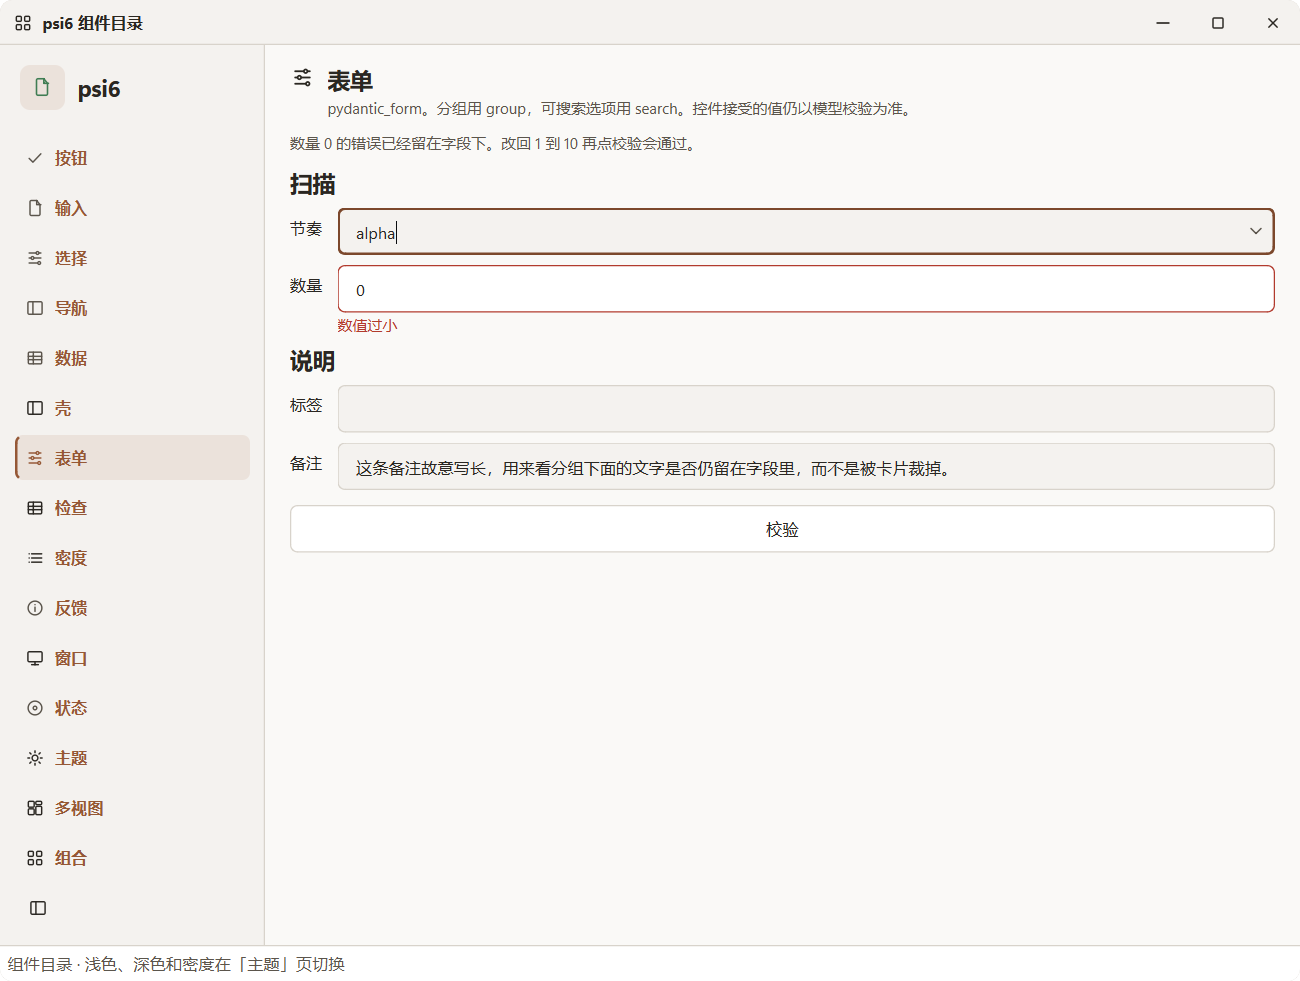 psi6 组件目录
psi6
按钮
输入
选择
导航
数据
壳
表单
检查
密度
反馈
窗口
状态
主题
多视图
组合
表单
pydantic_form。分组用 group，可搜索选项用 search。控件接受的值仍以模型校验为准。
数量 0 的错误已经留在字段下。改回 1 到 10 再点校验会通过。
扫描
节奏 alpha
数量 0
数值过小
说明
标签
备注 这条备注故意写长，用来看分组下面的文字是否仍留在字段里，而不是被卡片裁掉。
校验
组件目录 · 浅色、深色和密度在「主题」页切换